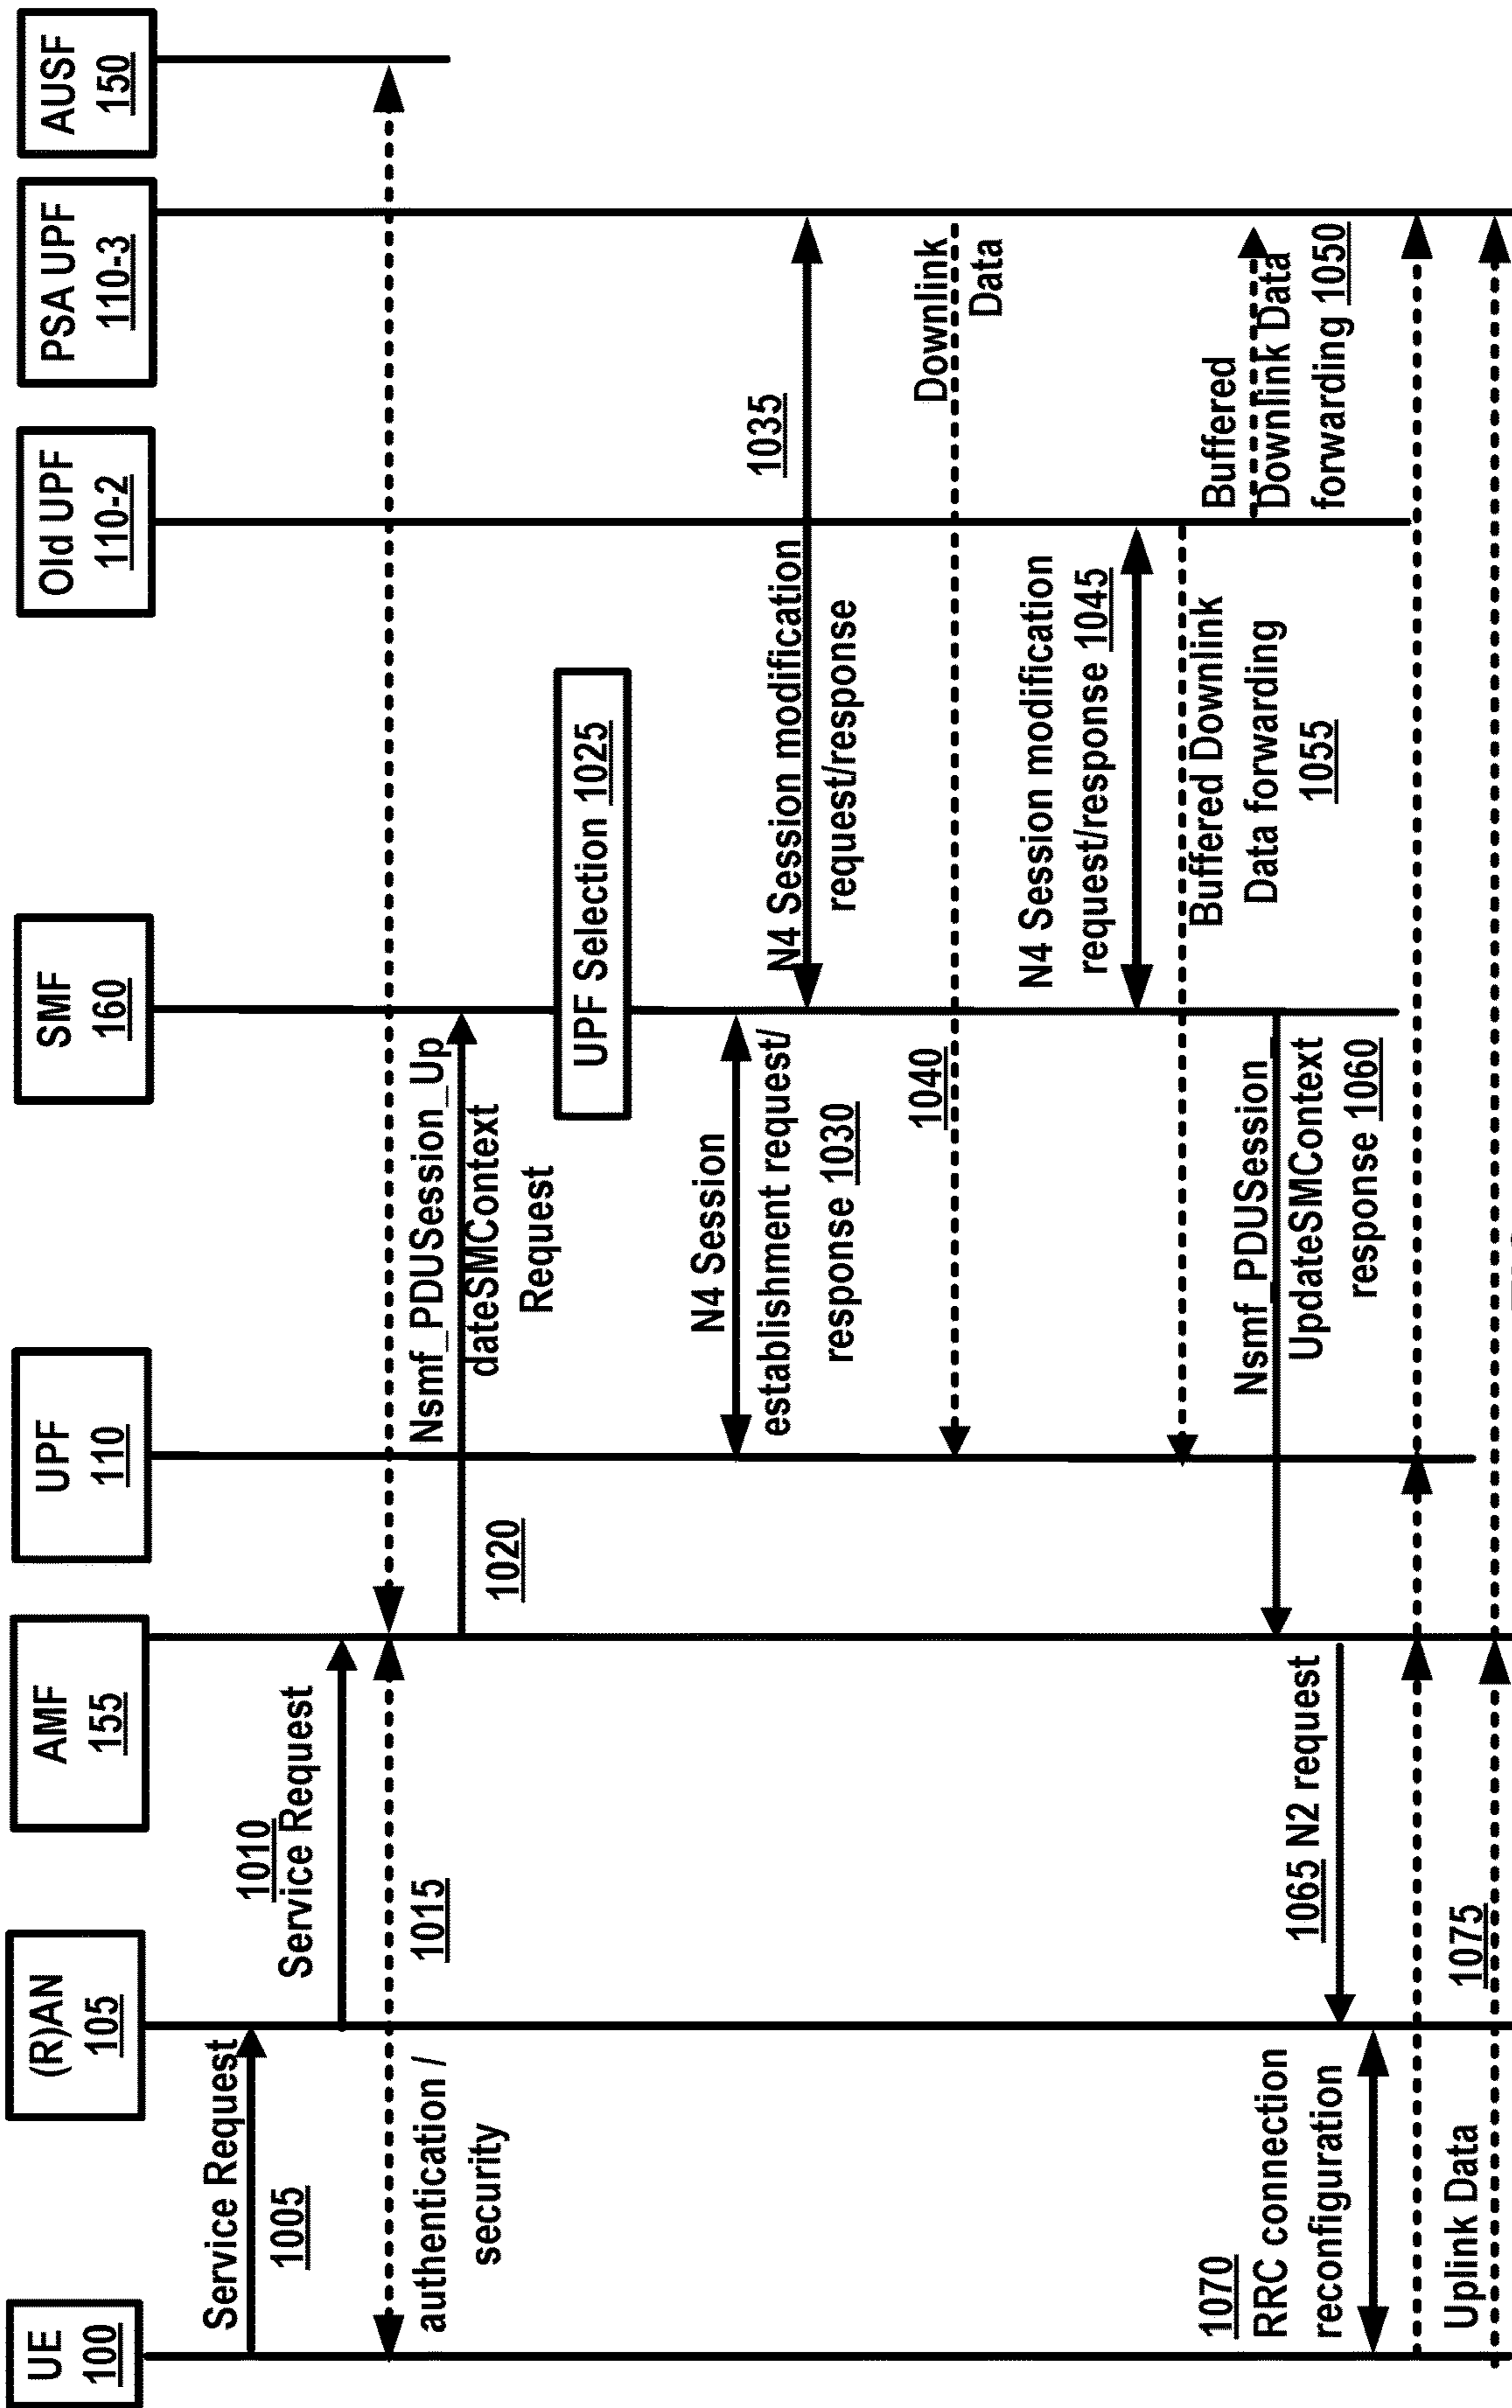 UE
100
(R)AN
105
AMF
155
UPF
110
SMF
160
Old UPF
110-2
PSA UPF
110-3
AUSF
150
Service Request
1005
1010
Service Request
authentication /
security
1015
Nsmf_PDUSession_Up
dateSMContext
Request
1020
UPF Selection 1025
N4 Session
establishment request/
response 1030
N4 Session modification
request/response
1035
Downlink
Data
1040
N4 Session modification
request/response 1045
Buffered
Downlink Data
forwarding 1050
Buffered Downlink
Data forwarding
1055
Nsmf_PDUSession_
UpdateSMContext
response 1060
1065 N2 request
1070
RRC connection
reconfiguration
Uplink Data
1075